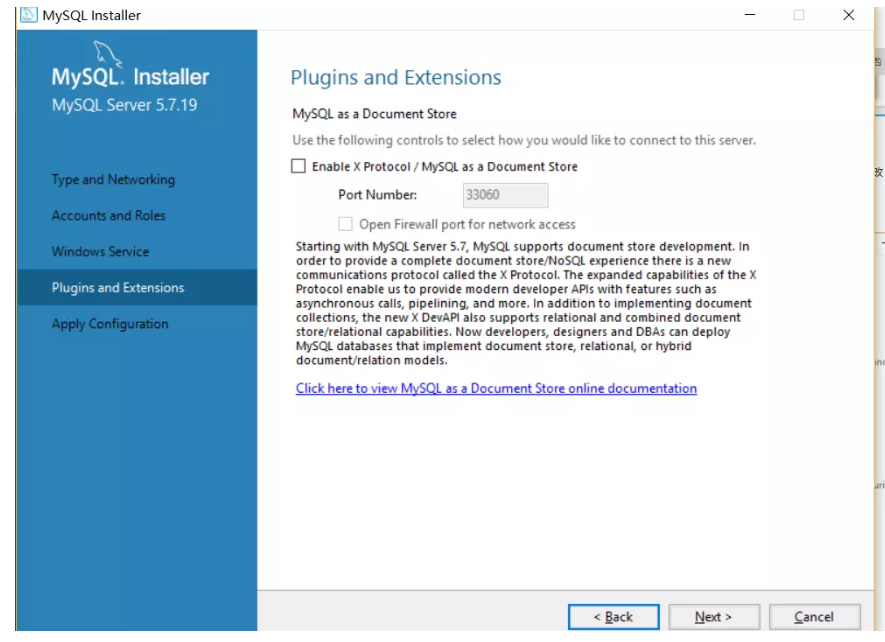 MySQL Installer
MySQL. Installer
MySQL Server 5.7.19
Type and Networking
Accounts and Roles
Windows Service
Plugins and Extensions
Apply Configuration
Plugins and Extensions
MySQL as a Document Store
Use the following controls to select how you would like to connect to this server.
Enable X Protocol / MySQL as a Document Store
Port Number: 33060
Open Firewall port for network access
Starting with MySQL Server 5.7, MySQL supports document store development. In
order to provide a complete document store/NoSQL experience there is a new
communications protocol called the X Protocol. The expanded capabilities of the X
Protocol enable us to provide modern developer APIs with features such as
asynchronous calls, pipelining, and more. In addition to implementing document
collections, the new X DevAPI also supports relational and combined document
store/relational capabilities. Now developers, designers and DBAs can deploy
MySQL databases that implement document store, relational, or hybrid
document/relation models.
Click here to view MySQL as a Document Store online documentation
< Back Next > Cancel